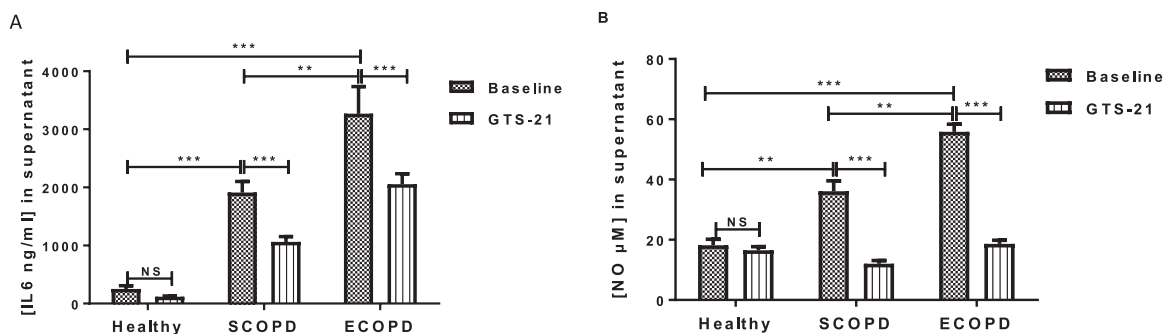 A
[IL6 ng/ml] in supernatant
4000
3000
2000
1000
0
***
**
***
***
***
NS
Healthy
SCOPD
ECOPD
Baseline
GTS-21
B
[NO µM] in supernatant
80
60
40
20
0
***
**
***
**
***
NS
Healthy
SCOPD
ECOPD
Baseline
GTS-21